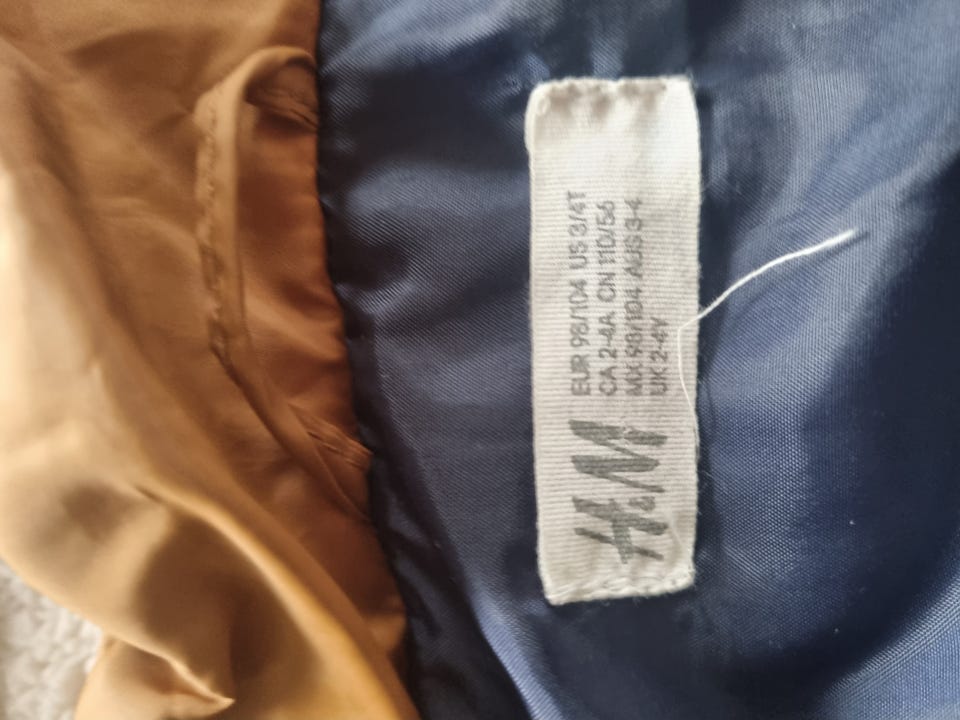 H&M
EUR 98/104 US 3/4T
CA 2-4A CN 110/56
MX 98/104 AUS 3-4
UK 2-4Y